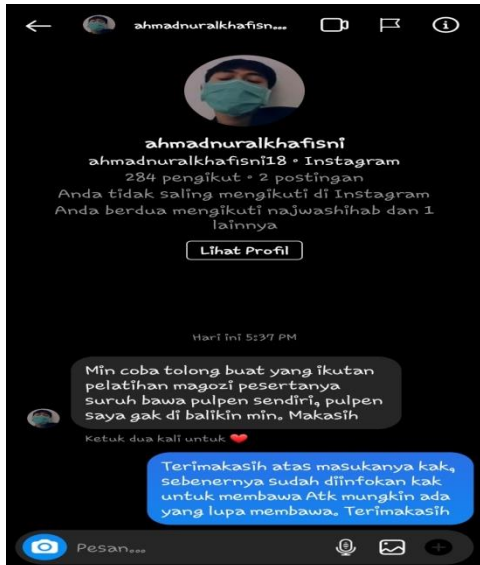 ahmadnuralkhafisn...
ahmadnuralkhafisni
ahmadnuralkhafisni18 • Instagram
284 pengikut • 2 postingan
Anda tidak saling mengikuti di Instagram
Anda berdua mengikuti najwashihab dan 1
lainnya
Lihat Profil
Hari ini 5:37 PM
Min coba tolong buat yang ikutan
pelatihan magozi pesertanya
suruh bawa pulpen sendiri, pulpen
saya gak di balikin min. Makasih
Ketuk dua kali untuk ❤️
Terimakasih atas masukanya kak,
sebenernya sudah diinfokan kak
untuk membawa Atk mungkin ada
yang lupa membawa. Terimakasih
Pesan...